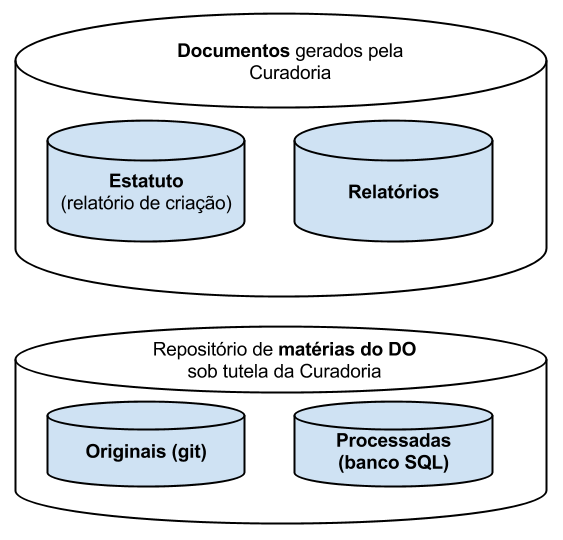 Documentos gerados pela
Curadoria
Estatuto
(relatório de criação)
Relatórios
Repositório de matérias do DO
sob tutela da Curadoria
Originais (git)
Processadas
(banco SQL)